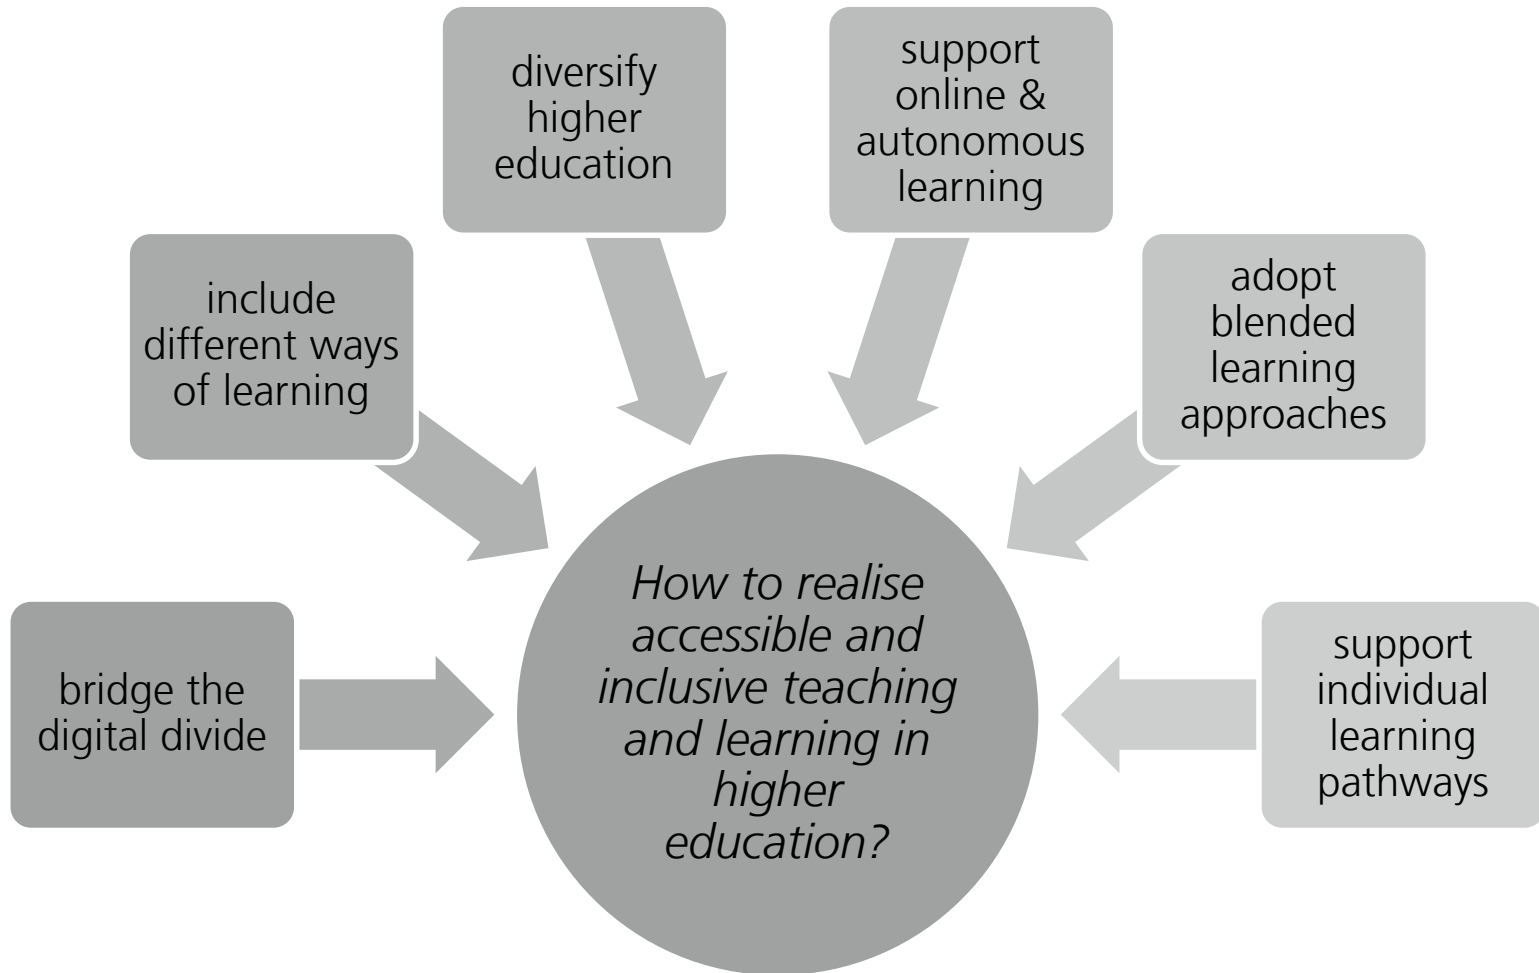 bridge the
digital divide
include
different ways
of learning
diversify
higher
education
support
online &
autonomous
learning
adopt
blended
learning
approaches
support
individual
learning
pathways
How to realise
accessible and
inclusive teaching
and learning in
higher
education?